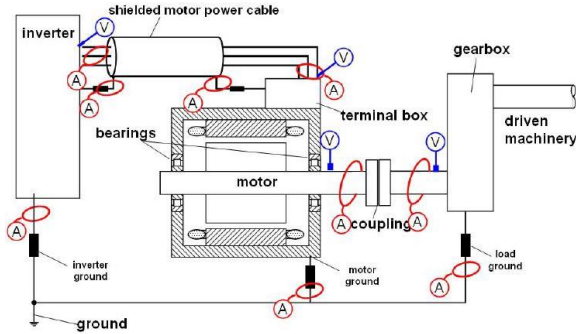 shielded motor power cable
inverter
V
A
A
A
V
A
gearbox
terminal box
driven
machinery
bearings
V
V
motor
coupling
A
A
A
inverter
ground
motor
ground
A
load
ground
A
ground